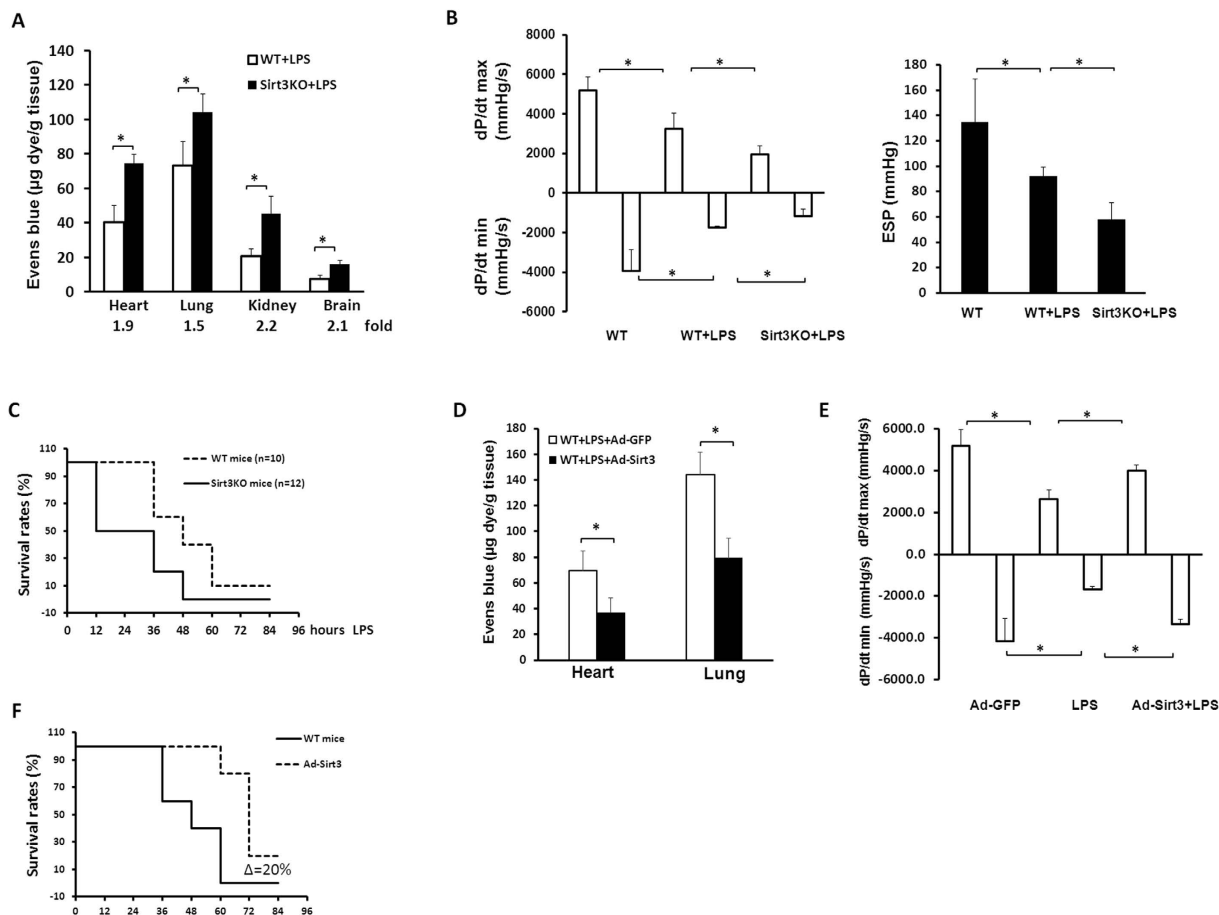 A
Evens blue (µg dye/g tissue)
140
120
100
80
60
40
20
0
WT+LPS
Sirt3KO+LPS
*
*
*
*
Heart Lung Kidney Brain
1.9 1.5 2.2 2.1 fold
B
dP/dt max
(mmHg/s)
dP/dt min
(mmHg/s)
8000
6000
4000
2000
0
-2000
-4000
-6000
* *
* *
WT WT+LPS Sirt3KO+LPS
ESP (mmHg)
180
160
140
120
100
80
60
40
20
0
* *
WT WT+LPS Sirt3KO+LPS
C
Survival rates (%)
110
90
70
50
30
10
-10
WT mice (n=10)
Sirt3KO mice (n=12)
0 12 24 36 48 60 72 84 96 hours LPS
D
Evens blue (µg dye/g tissue)
180
160
140
120
100
80
60
40
20
0
WT+LPS+Ad-GFP
WT+LPS+Ad-Sirt3
*
*
Heart Lung
E
dP/dt max (mmHg/s)
dP/dt mIn (mmHg/s)
6000.0
4000.0
2000.0
0.0
-2000.0
-4000.0
-6000.0
* *
* *
Ad-GFP LPS Ad-Sirt3+LPS
F
Survival rates (%)
110
90
70
50
30
10
-10
WT mice
Ad-Sirt3
Δ=20%
0 12 24 36 48 60 72 84 96